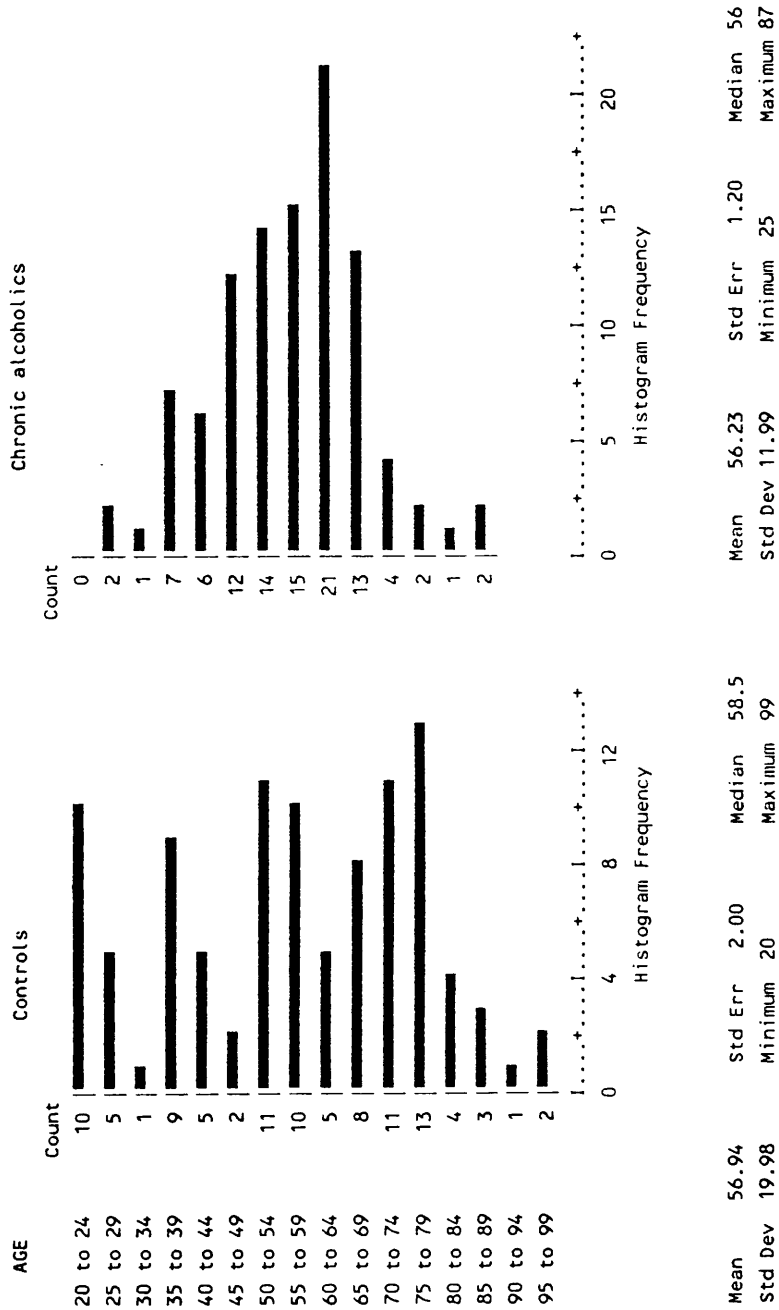 AGE Controls Chronic alcoholics
Count Count
20 to 24 10 0
25 to 29 5 2
30 to 34 1 1
35 to 39 9 7
40 to 44 5 6
45 to 49 2 12
50 to 54 11 14
55 to 59 10 15
60 to 64 5 21
65 to 69 8 13
70 to 74 11 4
75 to 79 13 2
80 to 84 4 1
85 to 89 3 2
90 to 94 1
95 to 99 2
I....+....I....+....I....+....I....+ I....+....I....+....I....+....I....+....I....+
0 4 8 12 0 5 10 15 20
Histogram Frequency Histogram Frequency
Mean 56.94 Std Err 2.00 Median 58.5 Mean 56.23 Std Err 1.20 Median 56
Std Dev 19.98 Minimum 20 Maximum 99 Std Dev 11.99 Minimum 25 Maximum 87